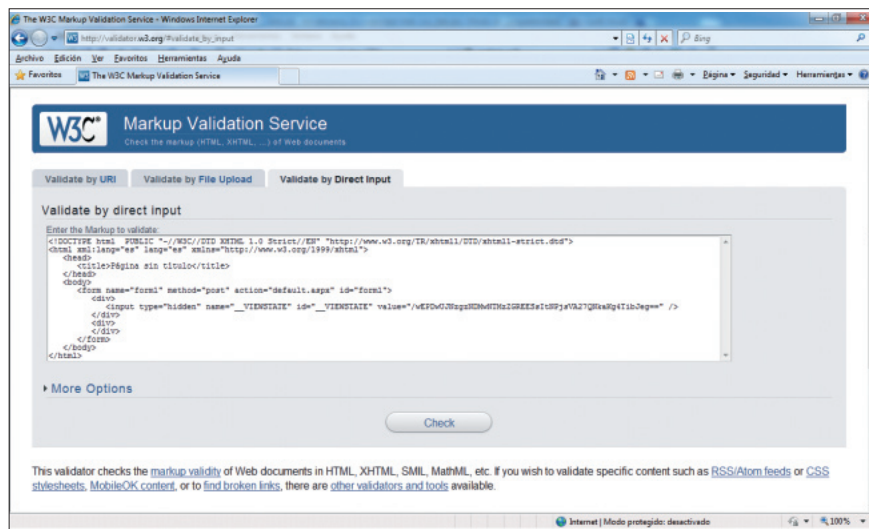 The W3C Markup Validation Service - Windows Internet Explorer
http://validator.w3.org/#validate_by_input
Bing
Archivo Edición Ver Favoritos Herramientas Ayuda
Favoritos The W3C Markup Validation Service Página Seguridad Herramientas
W3C® Markup Validation Service
Check the markup (HTML, XHTML, ...) of Web documents
Validate by URI Validate by File Upload Validate by Direct Input
Validate by direct input
Enter the Markup to validate:
<!DOCTYPE html PUBLIC "-//W3C//DTD XHTML 1.0 Strict//EN" "http://www.w3.org/TR/xhtml1/DTD/xhtml1-strict.dtd">
<html xml:lang="es" lang="es" xmlns="http://www.w3.org/1999/xhtml">
<head>
<title>Página sin título</title>
</head>
<body>
<form name="form1" method="post" action="default.aspx" id="form1">
<div>
<input type="hidden" name="__VIEWSTATE" id="__VIEWSTATE" />
</div>
<div>
</div>
</form>
</body>
</html>
More Options
Check
This validator checks the markup validity of Web documents in HTML, XHTML, SMIL, MathML, etc. If you wish to validate specific content such as RSS/Atom feeds or CSS
stylesheets, MobileOK content, or to find broken links, there are other validators and tools available.
Internet | Modo protegido: desactivado 100%